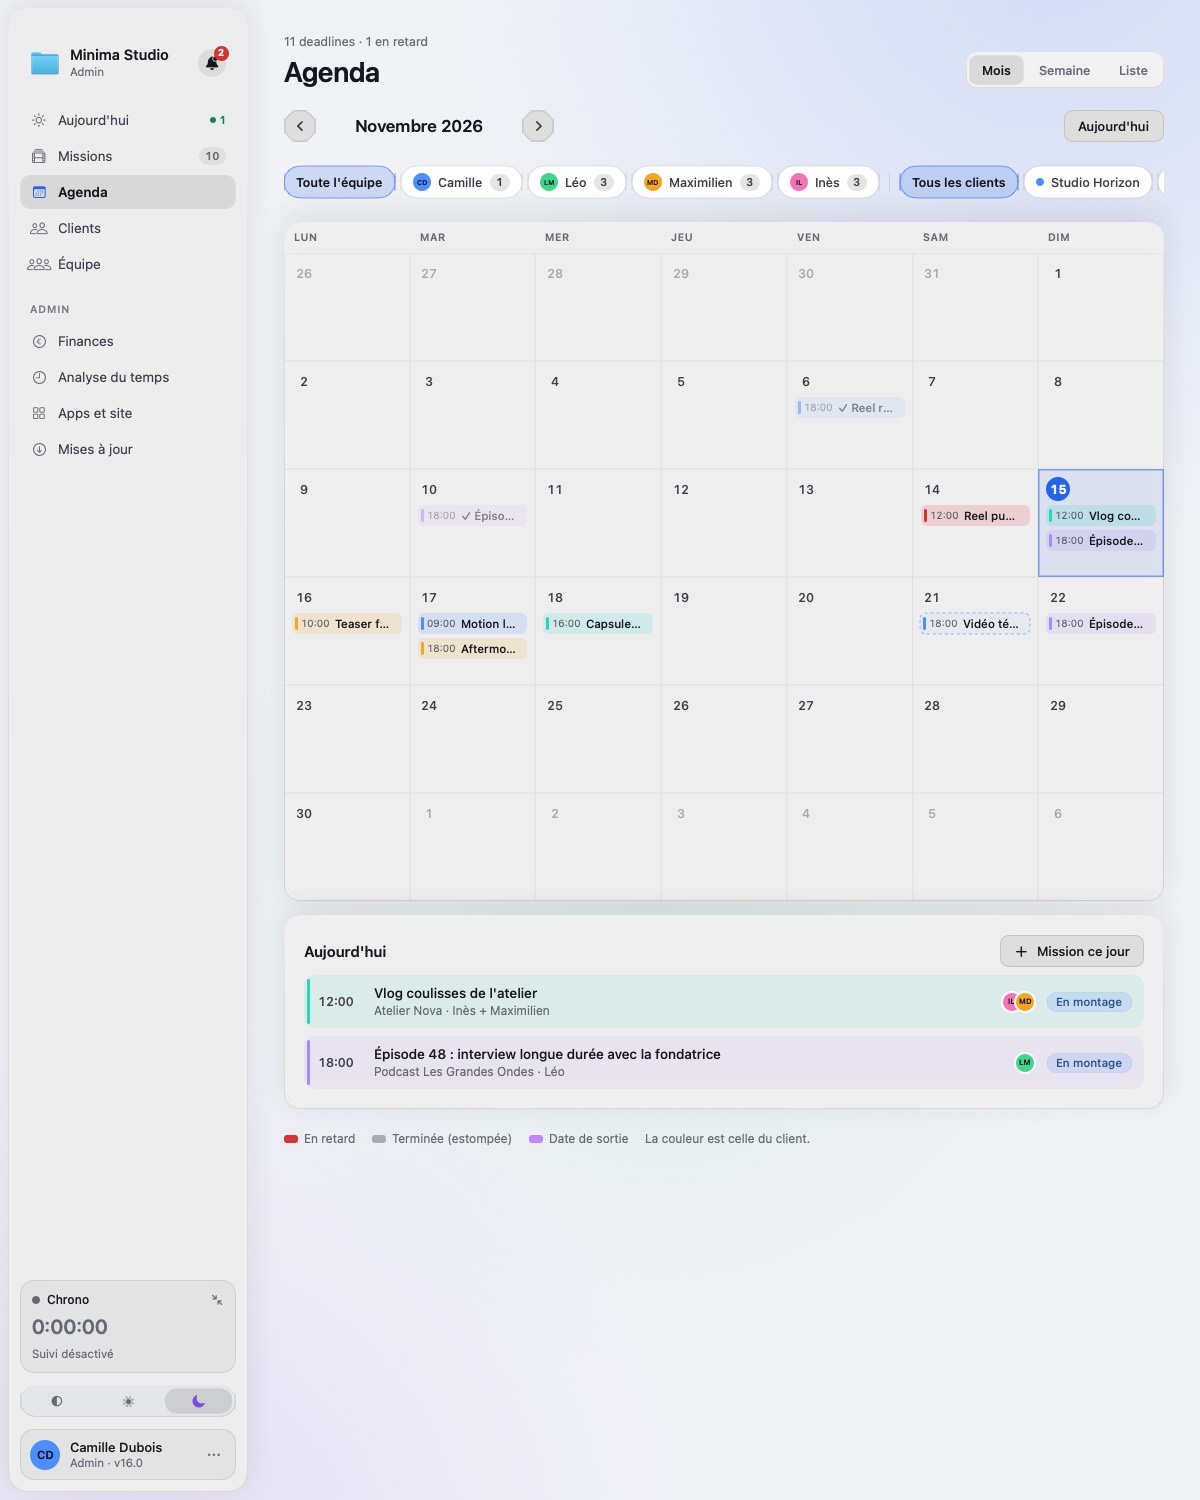 Minima Studio
Admin
2
Aujourd'hui
1
Missions
10
Agenda
Clients
Équipe
ADMIN
Finances
Analyse du temps
Apps et site
Mises à jour
Chrono
0:00:00
Suivi désactivé
CD
Camille Dubois
Admin · v16.0
11 deadlines · 1 en retard
Agenda
Mois Semaine Liste
Novembre 2026
Aujourd'hui
Toute l'équipe CD Camille 1 LM Léo 3 MD Maximilien 3 IL Inès 3 Tous les clients Studio Horizon
LUN MAR MER JEU VEN SAM DIM
26 27 28 29 30 31 1
2 3 4 5 6 7 8
18:00 ✓ Reel r...
9 10 11 12 13 14 15
18:00 ✓ Épiso... 12:00 Reel pu... 12:00 Vlog co...
18:00 Épisode...
16 17 18 19 20 21 22
10:00 Teaser f... 09:00 Motion l... 16:00 Capsule... 18:00 Vidéo té... 18:00 Épisode...
18:00 Aftermo...
23 24 25 26 27 28 29
30 1 2 3 4 5 6
Aujourd'hui
+ Mission ce jour
12:00 Vlog coulisses de l'atelier
Atelier Nova · Inès + Maximilien
IL MD En montage
18:00 Épisode 48 : interview longue durée avec la fondatrice
Podcast Les Grandes Ondes · Léo
LM En montage
En retard Terminée (estompée) Date de sortie La couleur est celle du client.